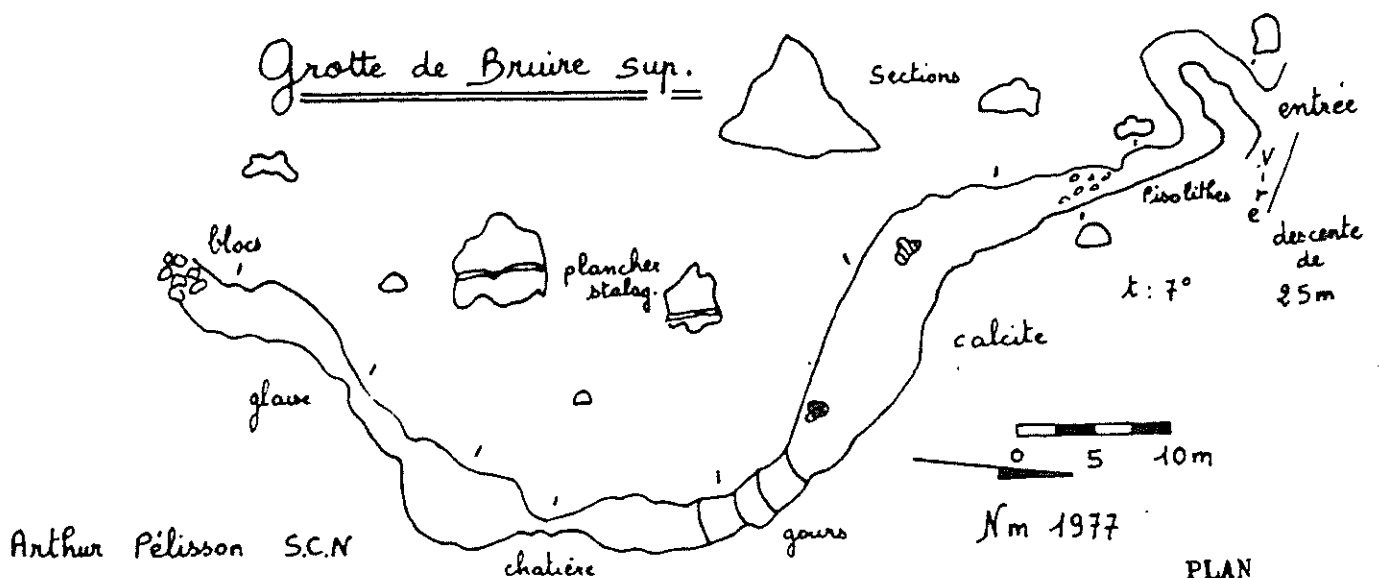 Grotte de Bruire sup.
Sections
entrée
Vire
Pisolithes
descente
de
25m
t: 7°
blocs
plancher
stalag.
calcite
glaise
0 5 10m
Nm 1977
gours
Arthur Pélisson S.C.N
chatière
PLAN